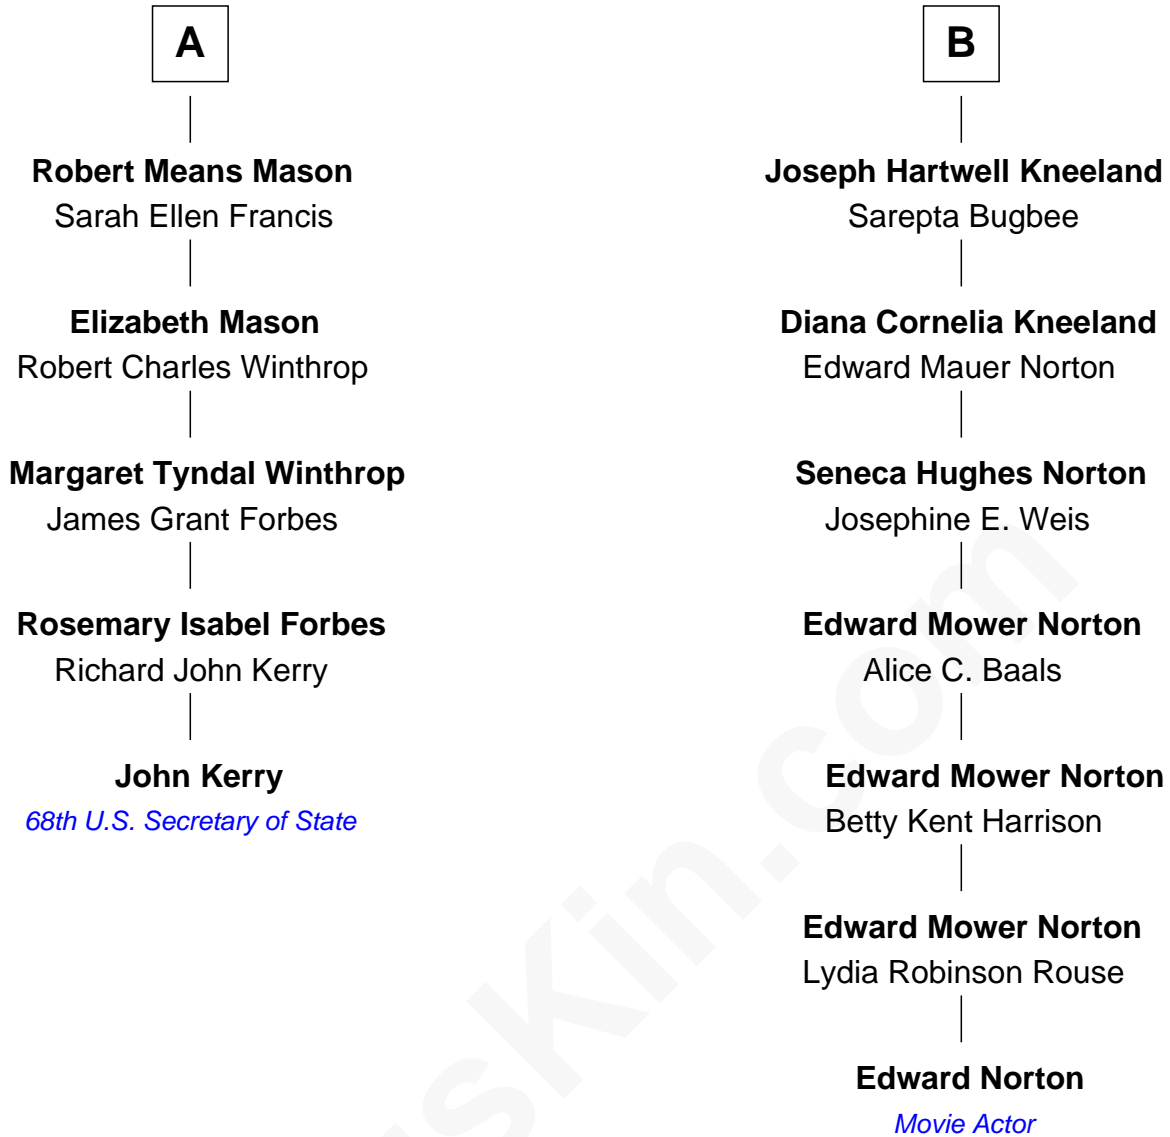 A
Robert Means Mason
Sarah Ellen Francis
Elizabeth Mason
Robert Charles Winthrop
Margaret Tyndal Winthrop
James Grant Forbes
Rosemary Isabel Forbes
Richard John Kerry
John Kerry
68th U.S. Secretary of State
B
Joseph Hartwell Kneeland
Sarepta Bugbee
Diana Cornelia Kneeland
Edward Mauer Norton
Seneca Hughes Norton
Josephine E. Weis
Edward Mower Norton
Alice C. Baals
Edward Mower Norton
Betty Kent Harrison
Edward Mower Norton
Lydia Robinson Rouse
Edward Norton
Movie Actor
sKin.com